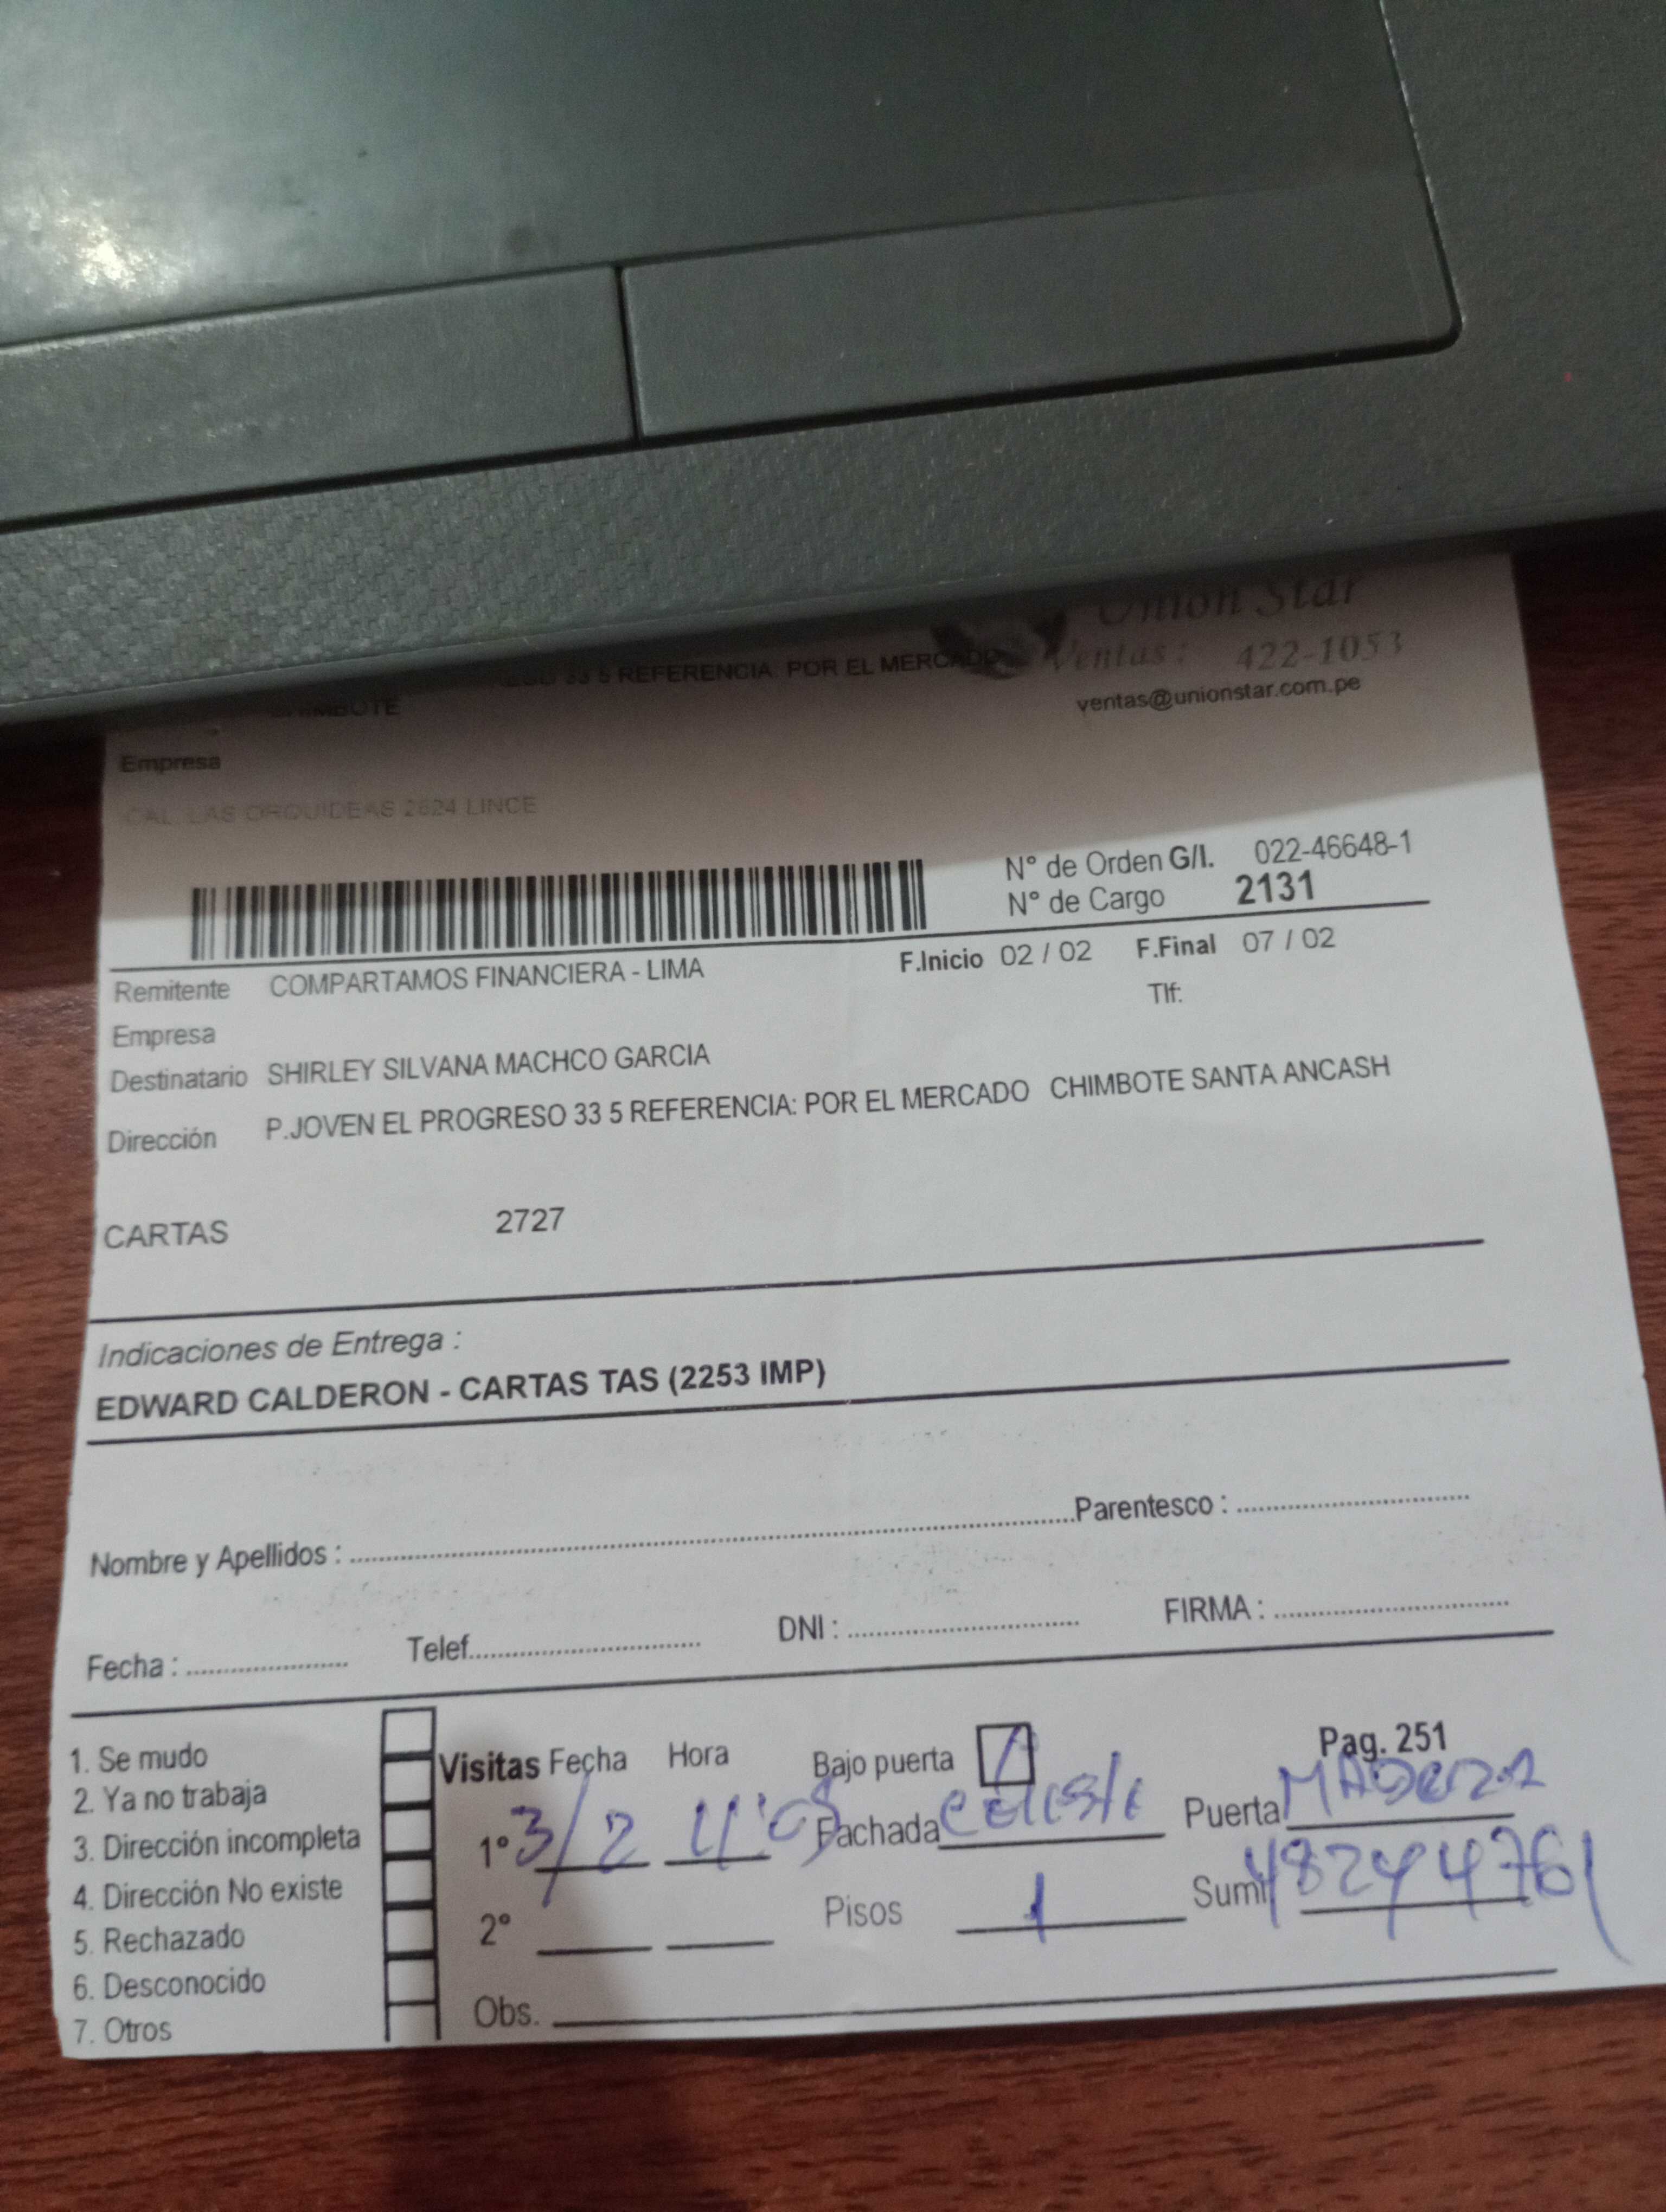 Union Star
33 5 REFERENCIA: POR EL MERCADO Ventas: 422-1053
CHIMBOTE ventas@unionstar.com.pe
Empresa
CAL. LAS ORQUIDEAS 2624 LINCE
N° de Orden G/I. 022-46648-1
N° de Cargo 2131
F.Inicio 02 / 02 F.Final 07 / 02
Remitente COMPARTAMOS FINANCIERA - LIMA
Tlf:
Empresa
Destinatario SHIRLEY SILVANA MACHCO GARCIA
Dirección P.JOVEN EL PROGRESO 33 5 REFERENCIA: POR EL MERCADO CHIMBOTE SANTA ANCASH
CARTAS 2727
Indicaciones de Entrega :
EDWARD CALDERON - CARTAS TAS (2253 IMP)
Nombre y Apellidos : Parentesco :
Fecha : Telef. DNI : FIRMA :
1. Se mudo
2. Ya no trabaja
3. Dirección incompleta
4. Dirección No existe
5. Rechazado
6. Desconocido
7. Otros
Visitas Fecha Hora Bajo puerta Pag. 251
1° 3/2 Fachada celeste Puerta MADERA
2° Pisos 1 Sumi 48244761
Obs.